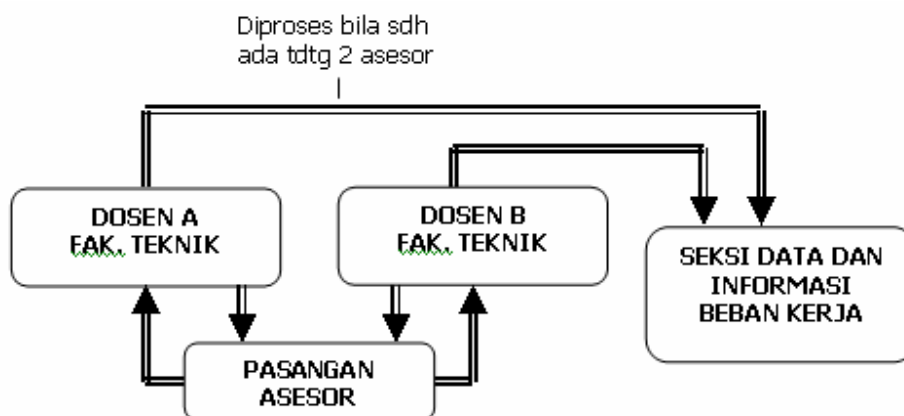 Diproses bila sdh
ada tdtg 2 asesor
DOSEN A
FAK. TEKNIK
DOSEN B
FAK. TEKNIK
SEKSI DATA DAN
INFORMASI
BEBAN KERJA
PASANGAN
ASESOR